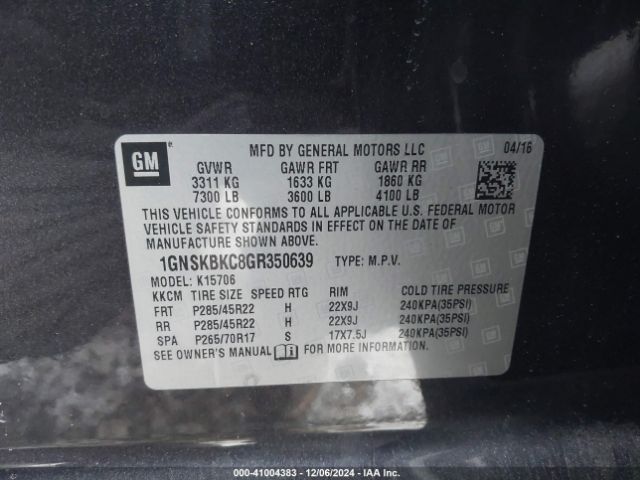 GM
MFD BY GENERAL MOTORS LLC 04/16
GVWR GAWR FRT GAWR RR
3311 KG 1633 KG 1860 KG
7300 LB 3600 LB 4100 LB
THIS VEHICLE CONFORMS TO ALL APPLICABLE U.S. FEDERAL MOTOR
VEHICLE SAFETY STANDARDS IN EFFECT ON THE DATE OF
MANUFACTURE SHOWN ABOVE.
1GNSKBKC8GR350639 TYPE: M.P.V.
MODEL: K15706
KKCM TIRE SIZE SPEED RTG RIM COLD TIRE PRESSURE
FRT P285/45R22 H 22X9J 240KPA(35PSI)
RR P285/45R22 H 22X9J 240KPA(35PSI)
SPA P265/70R17 S 17X7.5J 240KPA(35PSI)
SEE OWNER'S MANUAL FOR MORE INFORMATION.
000-41004383 - 12/06/2024 - IAA Inc.